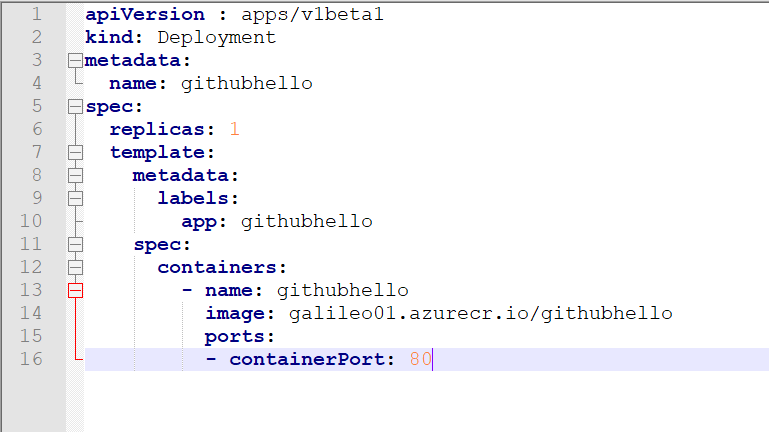 1 apiVersion : apps/v1beta1
2 kind: Deployment
3 metadata:
4   name: githubhello
5 spec:
6   replicas: 1
7   template:
8     metadata:
9       labels:
10         app: githubhello
11     spec:
12       containers:
13         - name: githubhello
14           image: galileo01.azurecr.io/githubhello
15           ports:
16           - containerPort: 80